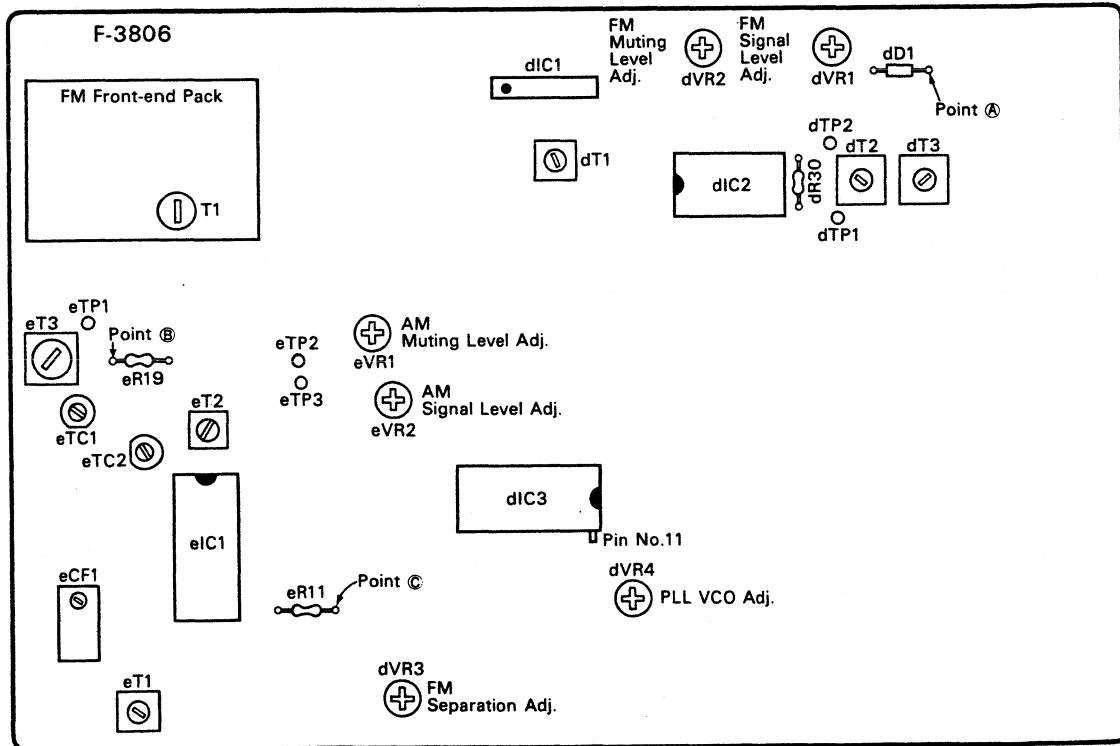 F-3806
FM Front-end Pack
T1
dIC1
FM
Muting
Level
Adj.
dVR2
FM
Signal
Level
Adj.
dVR1
dD1
Point Ⓐ
dT1
dIC2
dR30
dTP2
dT2
dT3
dTP1
eTP1
eT3
Point Ⓑ
eR19
eTP2
eTP3
AM
Muting Level Adj.
eVR1
AM
Signal Level Adj.
eVR2
eTC1
eTC2
eT2
eIC1
dIC3
Pin No.11
dVR4
PLL VCO Adj.
eCF1
eR11
Point Ⓒ
eT1
dVR3
FM
Separation Adj.